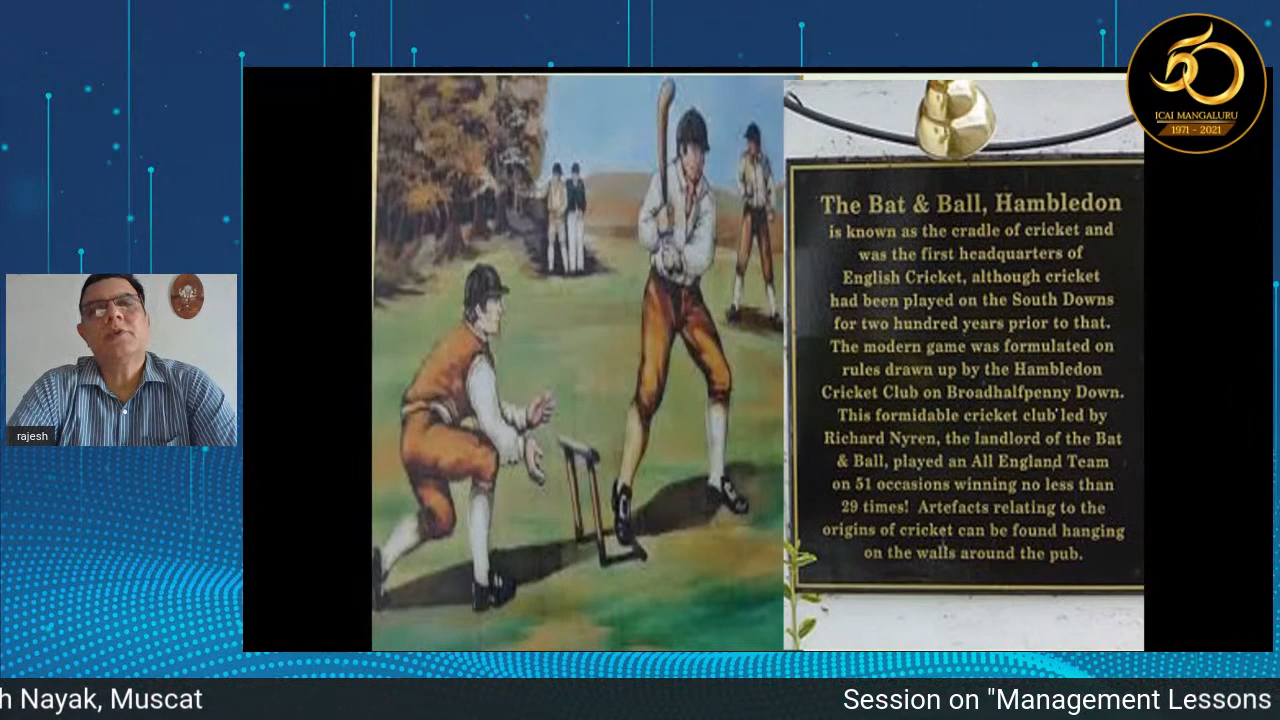 50
ICAI MANGALURU
1971 - 2021
The Bat & Ball, Hambledon
is known as the cradle of cricket and
was the first headquarters of
English Cricket, although cricket
had been played on the South Downs
for two hundred years prior to that.
The modern game was formulated on
rules drawn up by the Hambledon
Cricket Club on Broadhalfpenny Down.
This formidable cricket club led by
Richard Nyren, the landlord of the Bat
& Ball, played an All England Team
on 51 occasions winning no less than
29 times! Artefacts relating to the
origins of cricket can be found hanging
on the walls around the pub.
rajesh
h Nayak, Muscat
Session on "Management Lessons